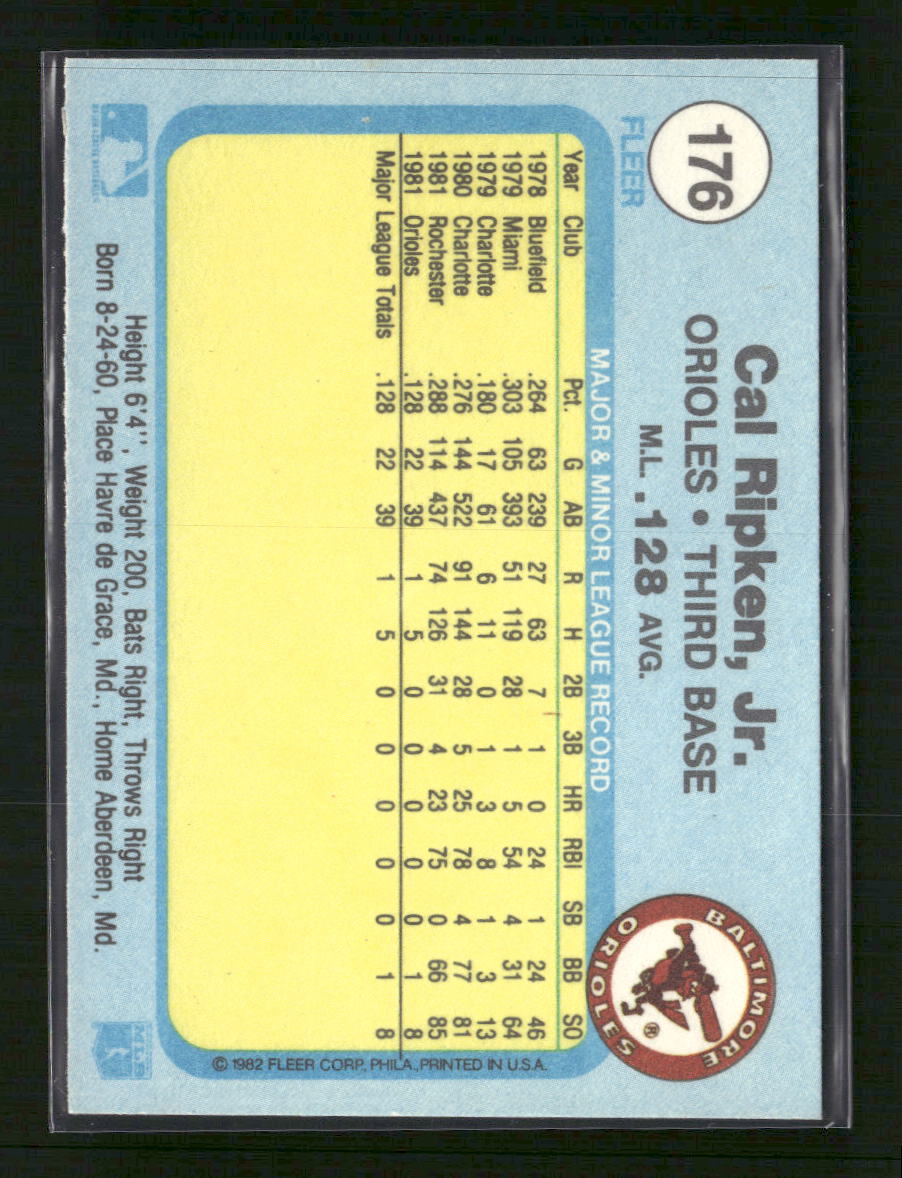 176
Cal Ripken, Jr.
ORIOLES • THIRD BASE
M.L. .128 AVG.
FLEER
BALTIMORE ORIOLES ®
MAJOR & MINOR LEAGUE RECORD
Year Club Pct. G AB R H 2B 3B HR RBI SB BB SO
1978 Bluefield .264 63 239 27 63 7 1 0 24 1 24 46
1979 Miami .303 105 393 51 119 28 1 5 54 4 31 64
1979 Charlotte .180 17 61 6 11 0 1 3 8 1 3 13
1980 Charlotte .276 144 522 91 144 28 5 25 78 4 77 81
1981 Rochester .288 114 437 74 126 31 4 23 75 0 66 85
1981 Orioles .128 22 39 1 5 0 0 0 0 0 1 8
Major League Totals .128 22 39 1 5 0 0 0 0 0 1 8
© 1982 FLEER CORP., PHILA., PRINTED IN U.S.A.
Height 6'4'', Weight 200, Bats Right, Throws Right
Born 8-24-60, Place Havre de Grace, Md., Home Aberdeen, Md.